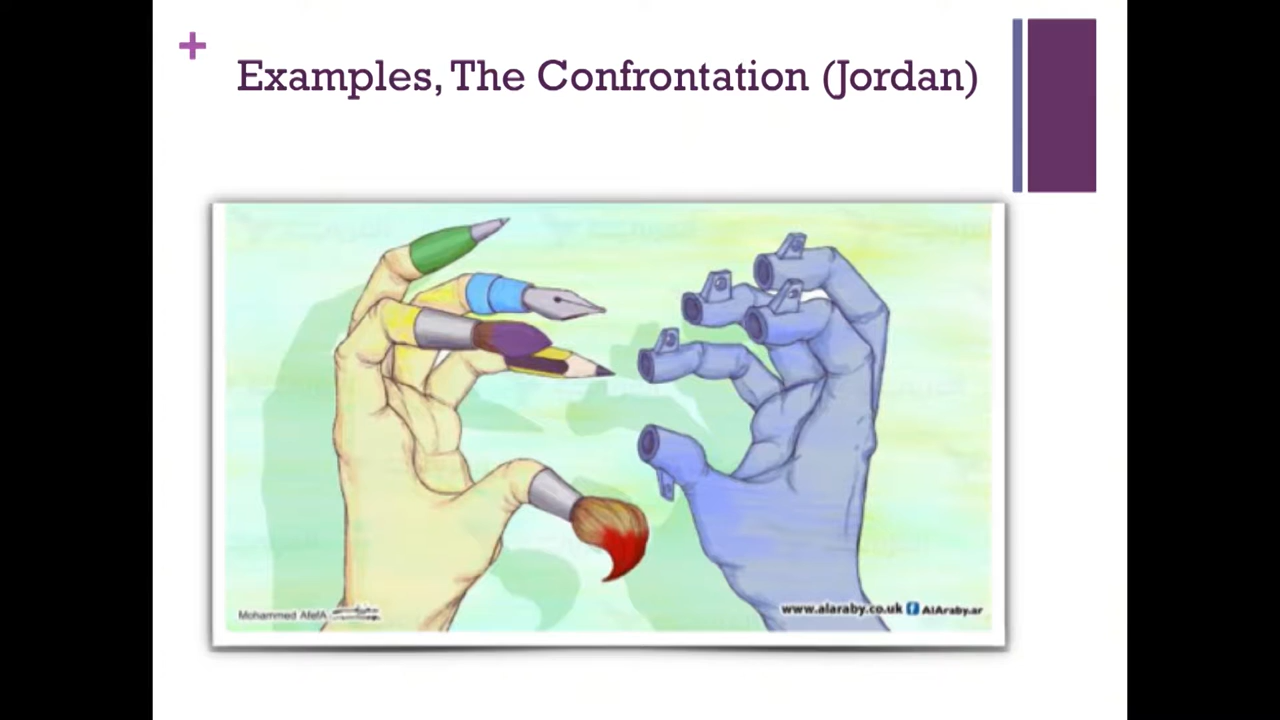 +
Examples, The Confrontation (Jordan)
Mohammed AfefA
www.alaraby.co.uk f AlAraby.ar